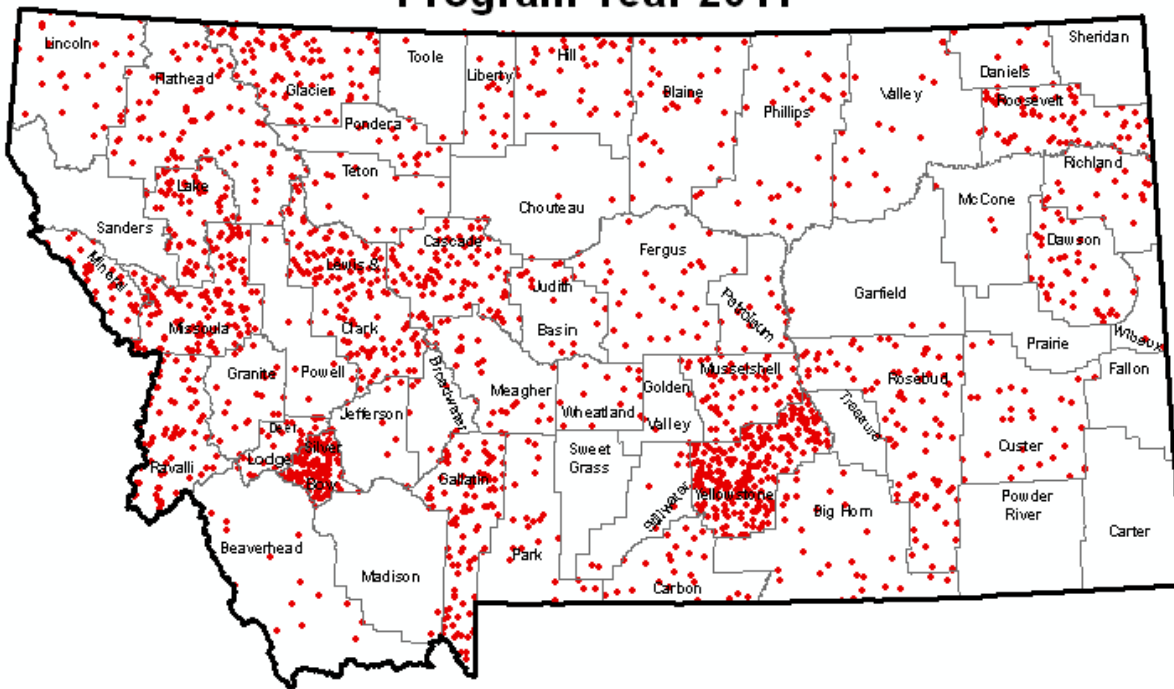 Program Year 2011
Lincoln
Flathead
Glacier
Toole
Liberty
Hill
Blaine
Phillips
Valley
Daniels
Sheridan
Roosevelt
Pondera
Teton
Chouteau
Richland
McCone
Dawson
Lake
Sanders
Mineral
Missoula
Lewis &
Clark
Cascade
Judith
Basin
Fergus
Petroleum
Garfield
Prairie
Wibaux
Fallon
Granite
Powell
Jefferson
Broadwater
Meagher
Wheatland
Golden
Valley
Musselshell
Rosebud
Treasure
Custer
Ravalli
Deer
Lodge
Silver
Bow
Gallatin
Park
Sweet
Grass
Stillwater
Yellowstone
Big Horn
Powder
River
Carter
Beaverhead
Madison
Carbon